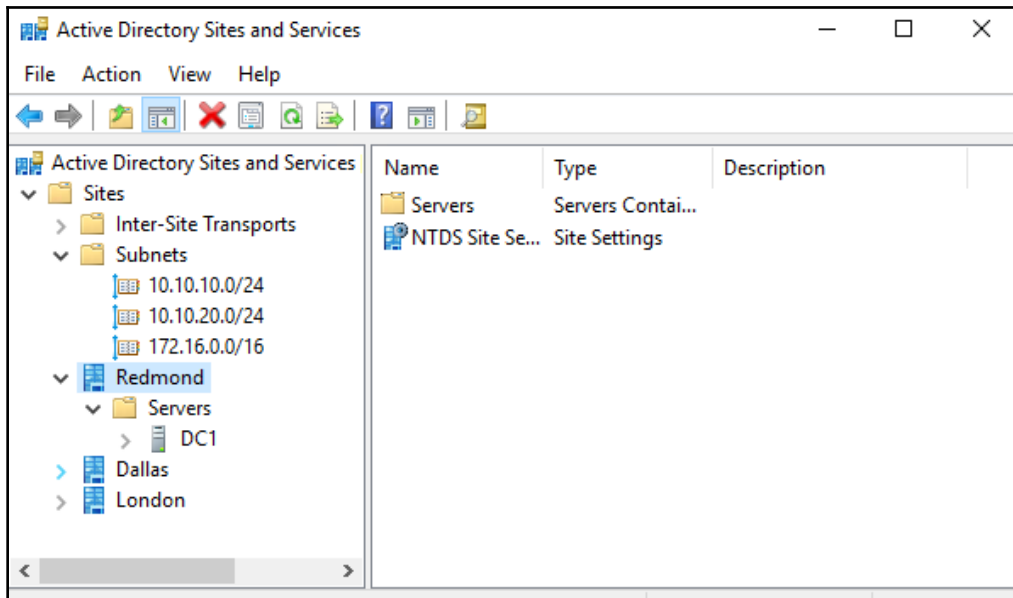 Active Directory Sites and Services
File Action View Help
Active Directory Sites and Services
Sites
Inter-Site Transports
Subnets
10.10.10.0/24
10.10.20.0/24
172.16.0.0/16
Redmond
Servers
DC1
Dallas
London
Name Type Description
Servers Servers Contai...
NTDS Site Se... Site Settings